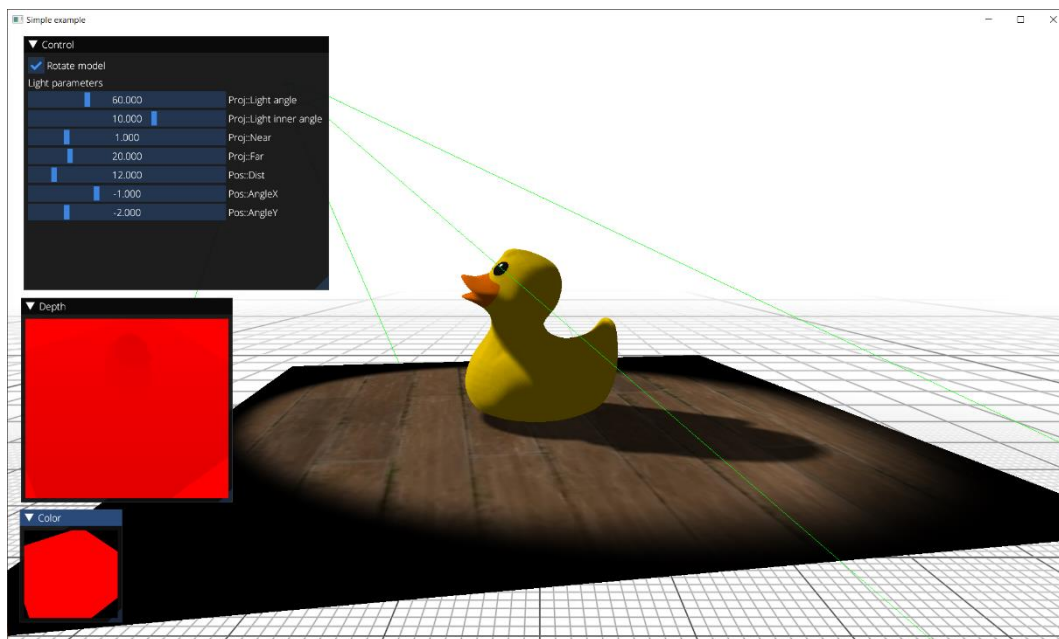 Simple example
Control
Rotate model
Light parameters
60.000 Proj::Light angle
10.000 Proj::Light inner angle
1.000 Proj::Near
20.000 Proj::Far
12.000 Pos::Dist
-1.000 Pos::AngleX
-2.000 Pos::AngleY
Depth
Color